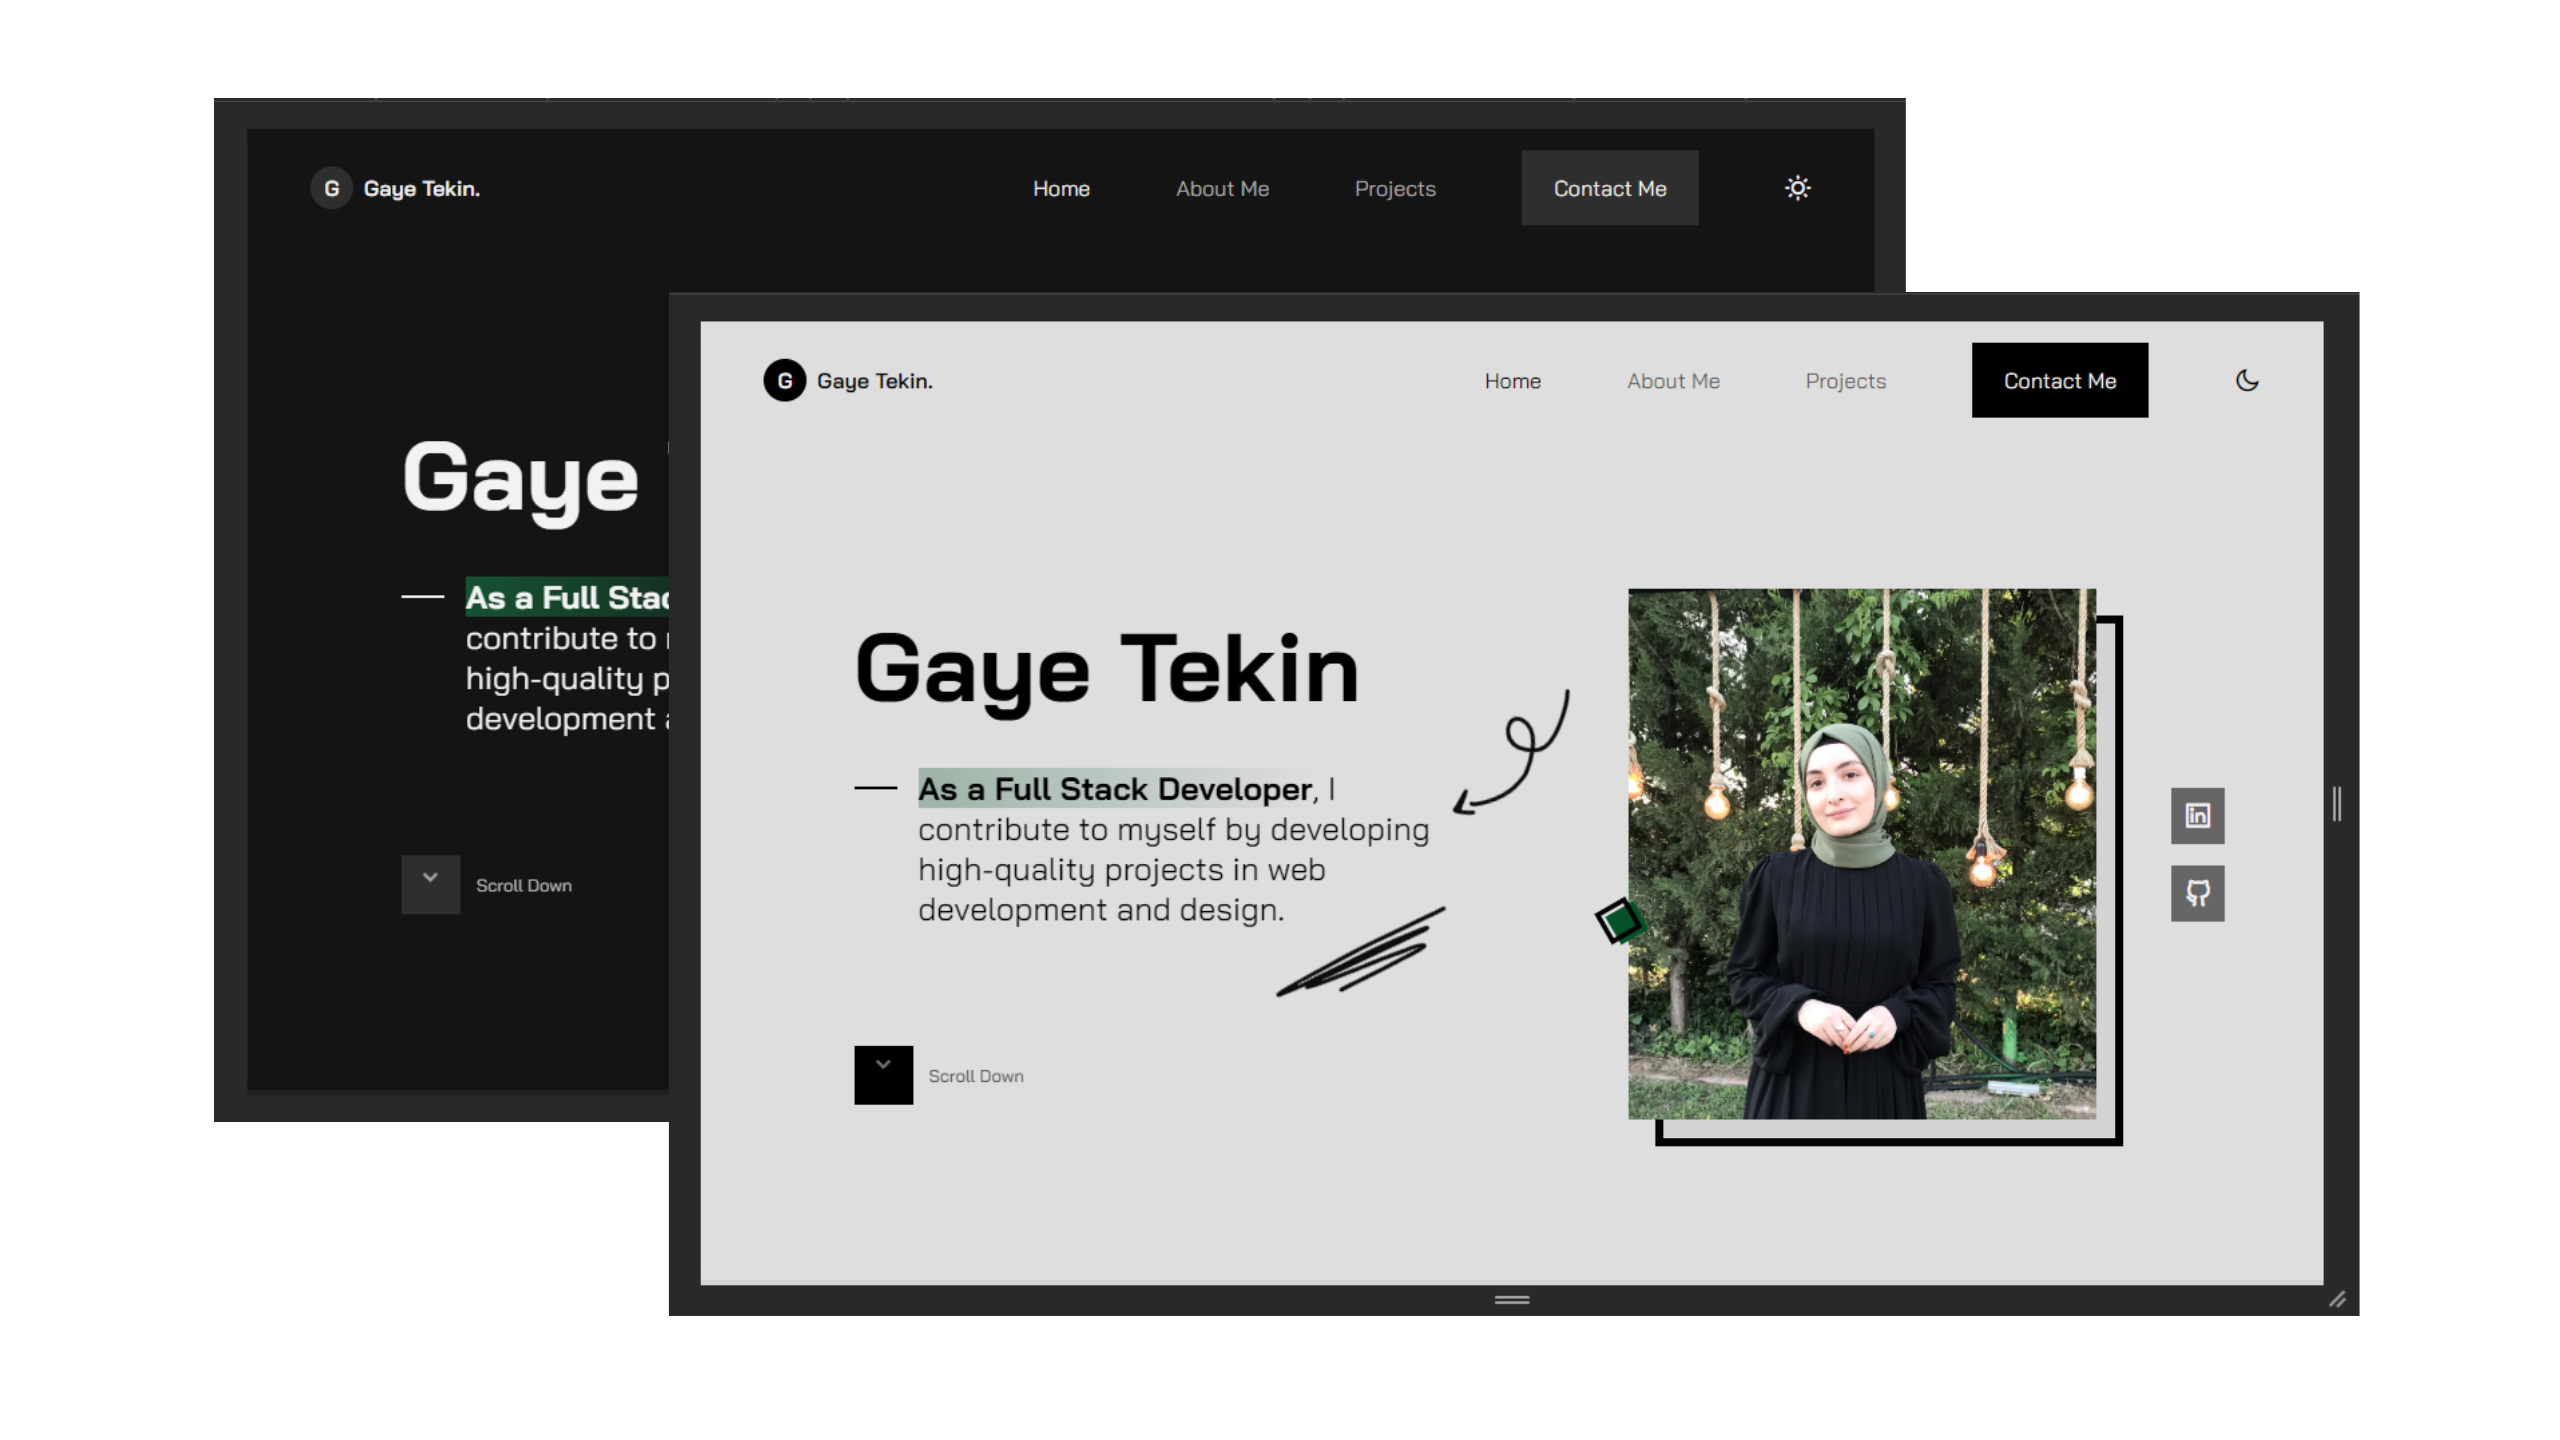 G Gaye Tekin.
Home About Me Projects Contact Me
Gaye
As a Full Stac
contribute to
high-quality p
development
Scroll Down
G Gaye Tekin.
Home About Me Projects Contact Me
Gaye Tekin
As a Full Stack Developer, I
contribute to myself by developing
high-quality projects in web
development and design.
in
Scroll Down